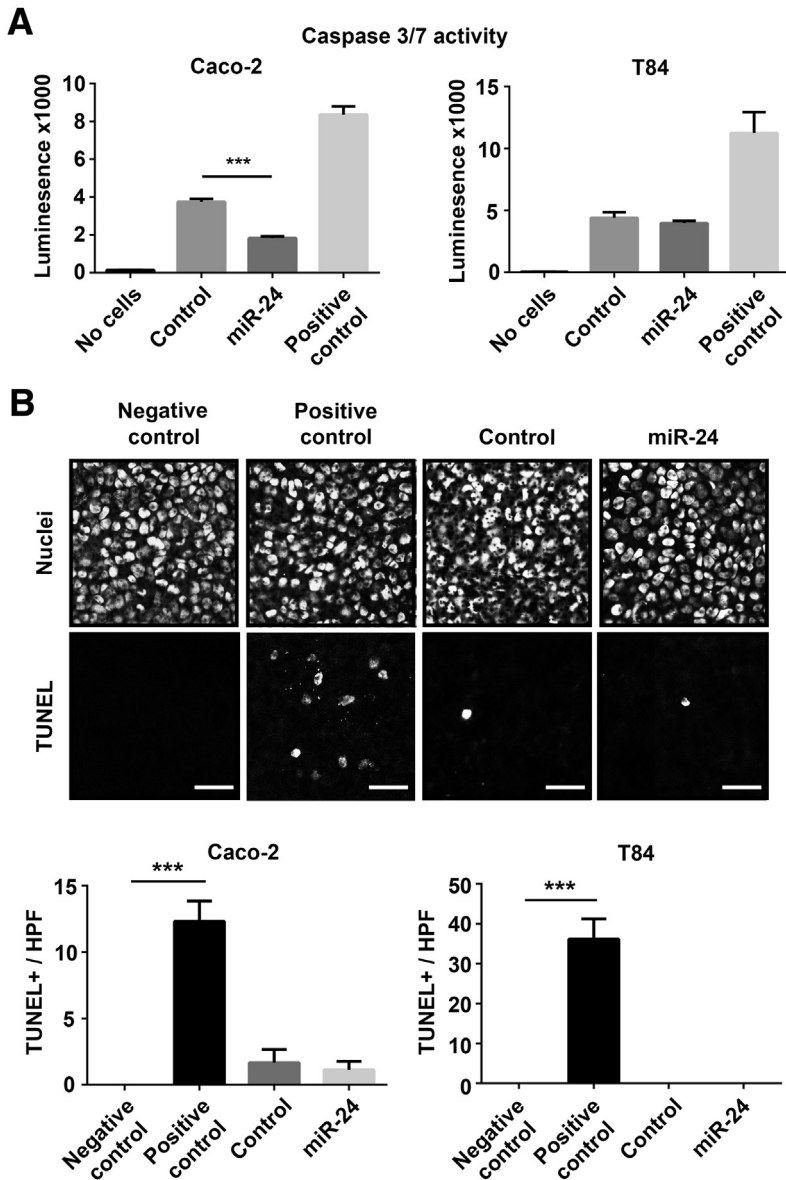 A
Caspase 3/7 activity
Caco-2
T84
Luminesence x1000
10
8
6
4
2
0
***
No cells
Control
miR-24
Positive
control
Luminesence x1000
15
10
5
0
No cells
Control
miR-24
Positive
control
B
Negative
control
Positive
control
Control
miR-24
Nuclei
TUNEL
Caco-2
T84
TUNEL+ / HPF
15
10
5
0
***
Negative
control
Positive
control
Control
miR-24
TUNEL+ / HPF
50
40
30
20
10
0
***
Negative
control
Positive
control
Control
miR-24